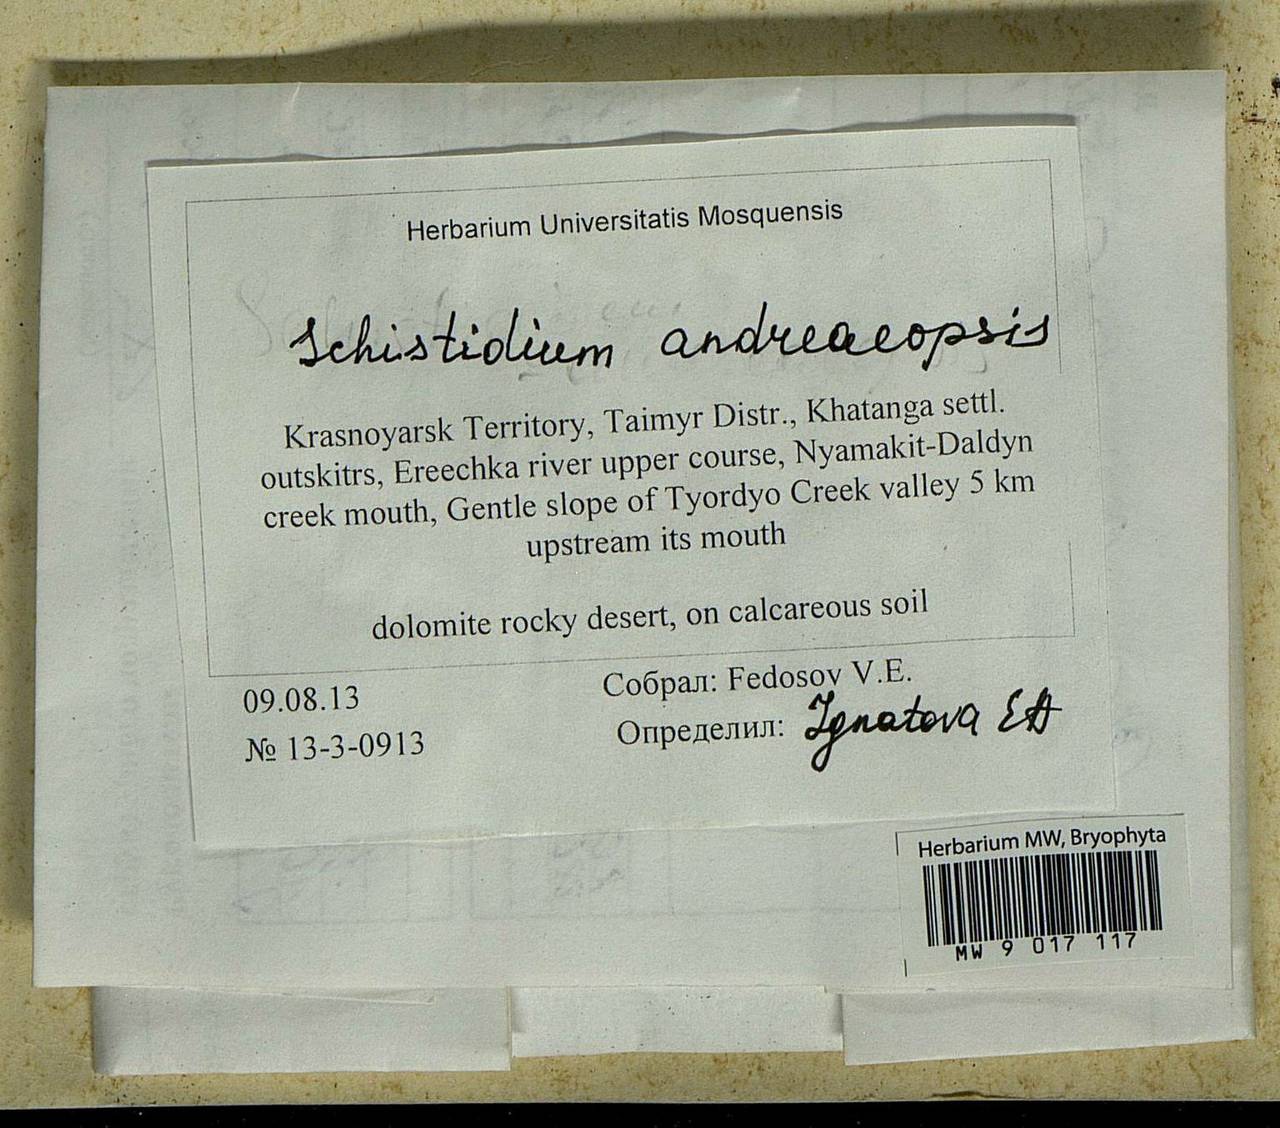 Herbarium Universitatis Mosquensis
Schistidium andreaeopsis
Krasnoyarsk Territory, Taimyr Distr., Khatanga settl.
outskitrs, Ereechka river upper course, Nyamakit-Daldyn
creek mouth, Gentle slope of Tyordyo Creek valley 5 km
upstream its mouth
dolomite rocky desert, on calcareous soil
09.08.13
Собрал: Fedosov V.E.
№ 13-3-0913
Определил: Ignatova EA
Herbarium MW, Bryophyta
MW 9 017 117